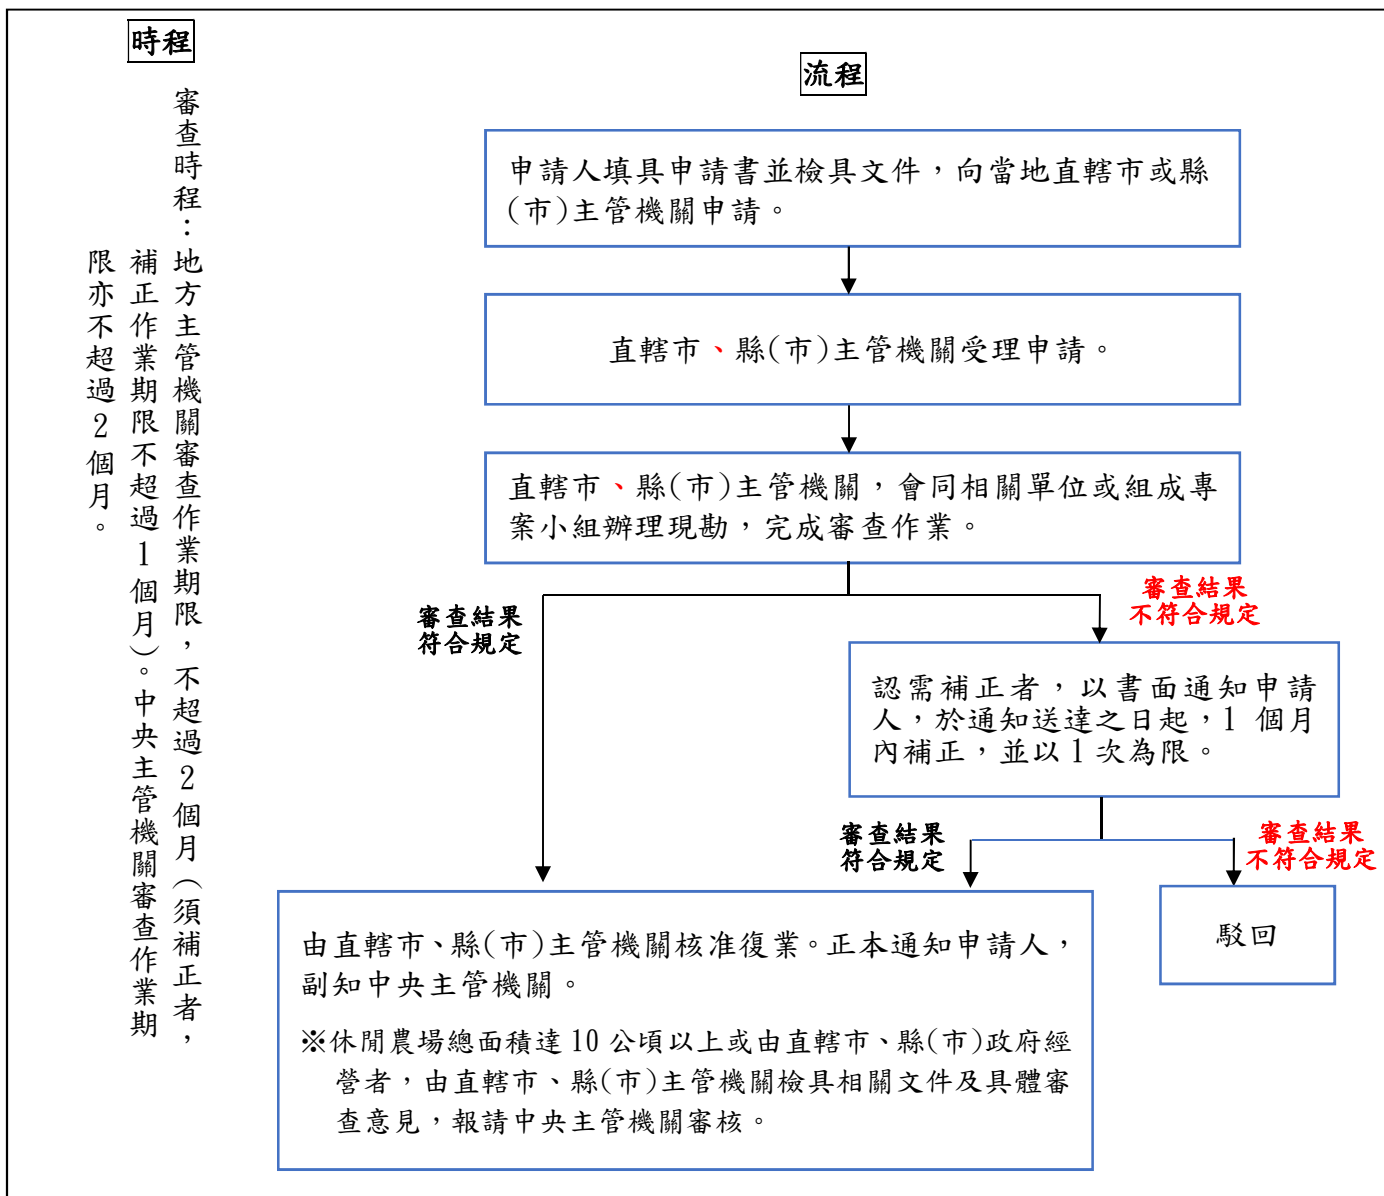 時程
審查時程：地方主管機關審查作業期限，不超過2個月（須補正者，
補正作業期限不超過1個月）。中央主管機關審查作業期
限亦不超過2個月。
流程
申請人填具申請書並檢具文件，向當地直轄市或縣
(市)主管機關申請。
直轄市、縣(市)主管機關受理申請。
直轄市、縣(市)主管機關，會同相關單位或組成專
案小組辦理現勘，完成審查作業。
審查結果
符合規定
審查結果
不符合規定
認需補正者，以書面通知申請
人，於通知送達之日起，1 個月
內補正，並以1次為限。
審查結果
符合規定
審查結果
不符合規定
由直轄市、縣(市)主管機關核准復業。正本通知申請人，
副知中央主管機關。
※休閒農場總面積達10公頃以上或由直轄市、縣(市)政府經
營者，由直轄市、縣(市)主管機關檢具相關文件及具體審
查意見，報請中央主管機關審核。
駁回